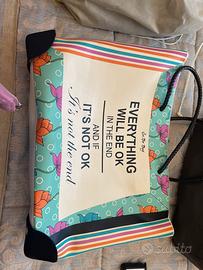 EVERYTHING
WILL BE OK
IN THE END
AND IF
IT'S NOT OK
It's not the end
subito